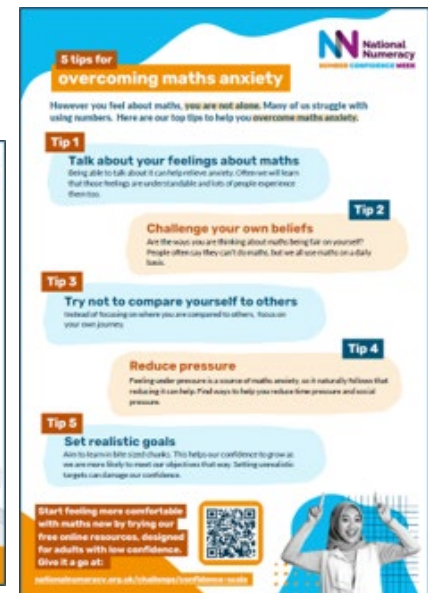 NN National
Numeracy
NUMBER CONFIDENCE WEEK
5 tips for
overcoming maths anxiety
However you feel about maths, you are not alone. Many of us struggle with
using numbers. Here are our top tips to help you overcome maths anxiety.
Tip 1
Talk about your feelings about maths
Being able to talk about it can help relieve anxiety. Often we will learn
that those feelings are understandable and lots of people experience
them too.
Tip 2
Challenge your own beliefs
Are the ways you are thinking about maths being fair on yourself?
People often say they can't do maths, but we all use maths on a daily
basis.
Tip 3
Try not to compare yourself to others
Instead of focusing on where you are compared to others, focus on
your own journey.
Tip 4
Reduce pressure
Feeling under pressure is a source of maths anxiety, so it naturally follows that
reducing it can help. Find ways to help you reduce time pressure and social
pressure.
Tip 5
Set realistic goals
Aim to learn in bite sized chunks. This helps our confidence to grow as
we are more likely to meet our objectives that way. Setting unrealistic
targets can damage our confidence.
Start feeling more comfortable
with maths now by trying our
free online resources, designed
for adults with low confidence.
Give it a go at:
nationalnumeracy.org.uk/challenge/confidence-scale